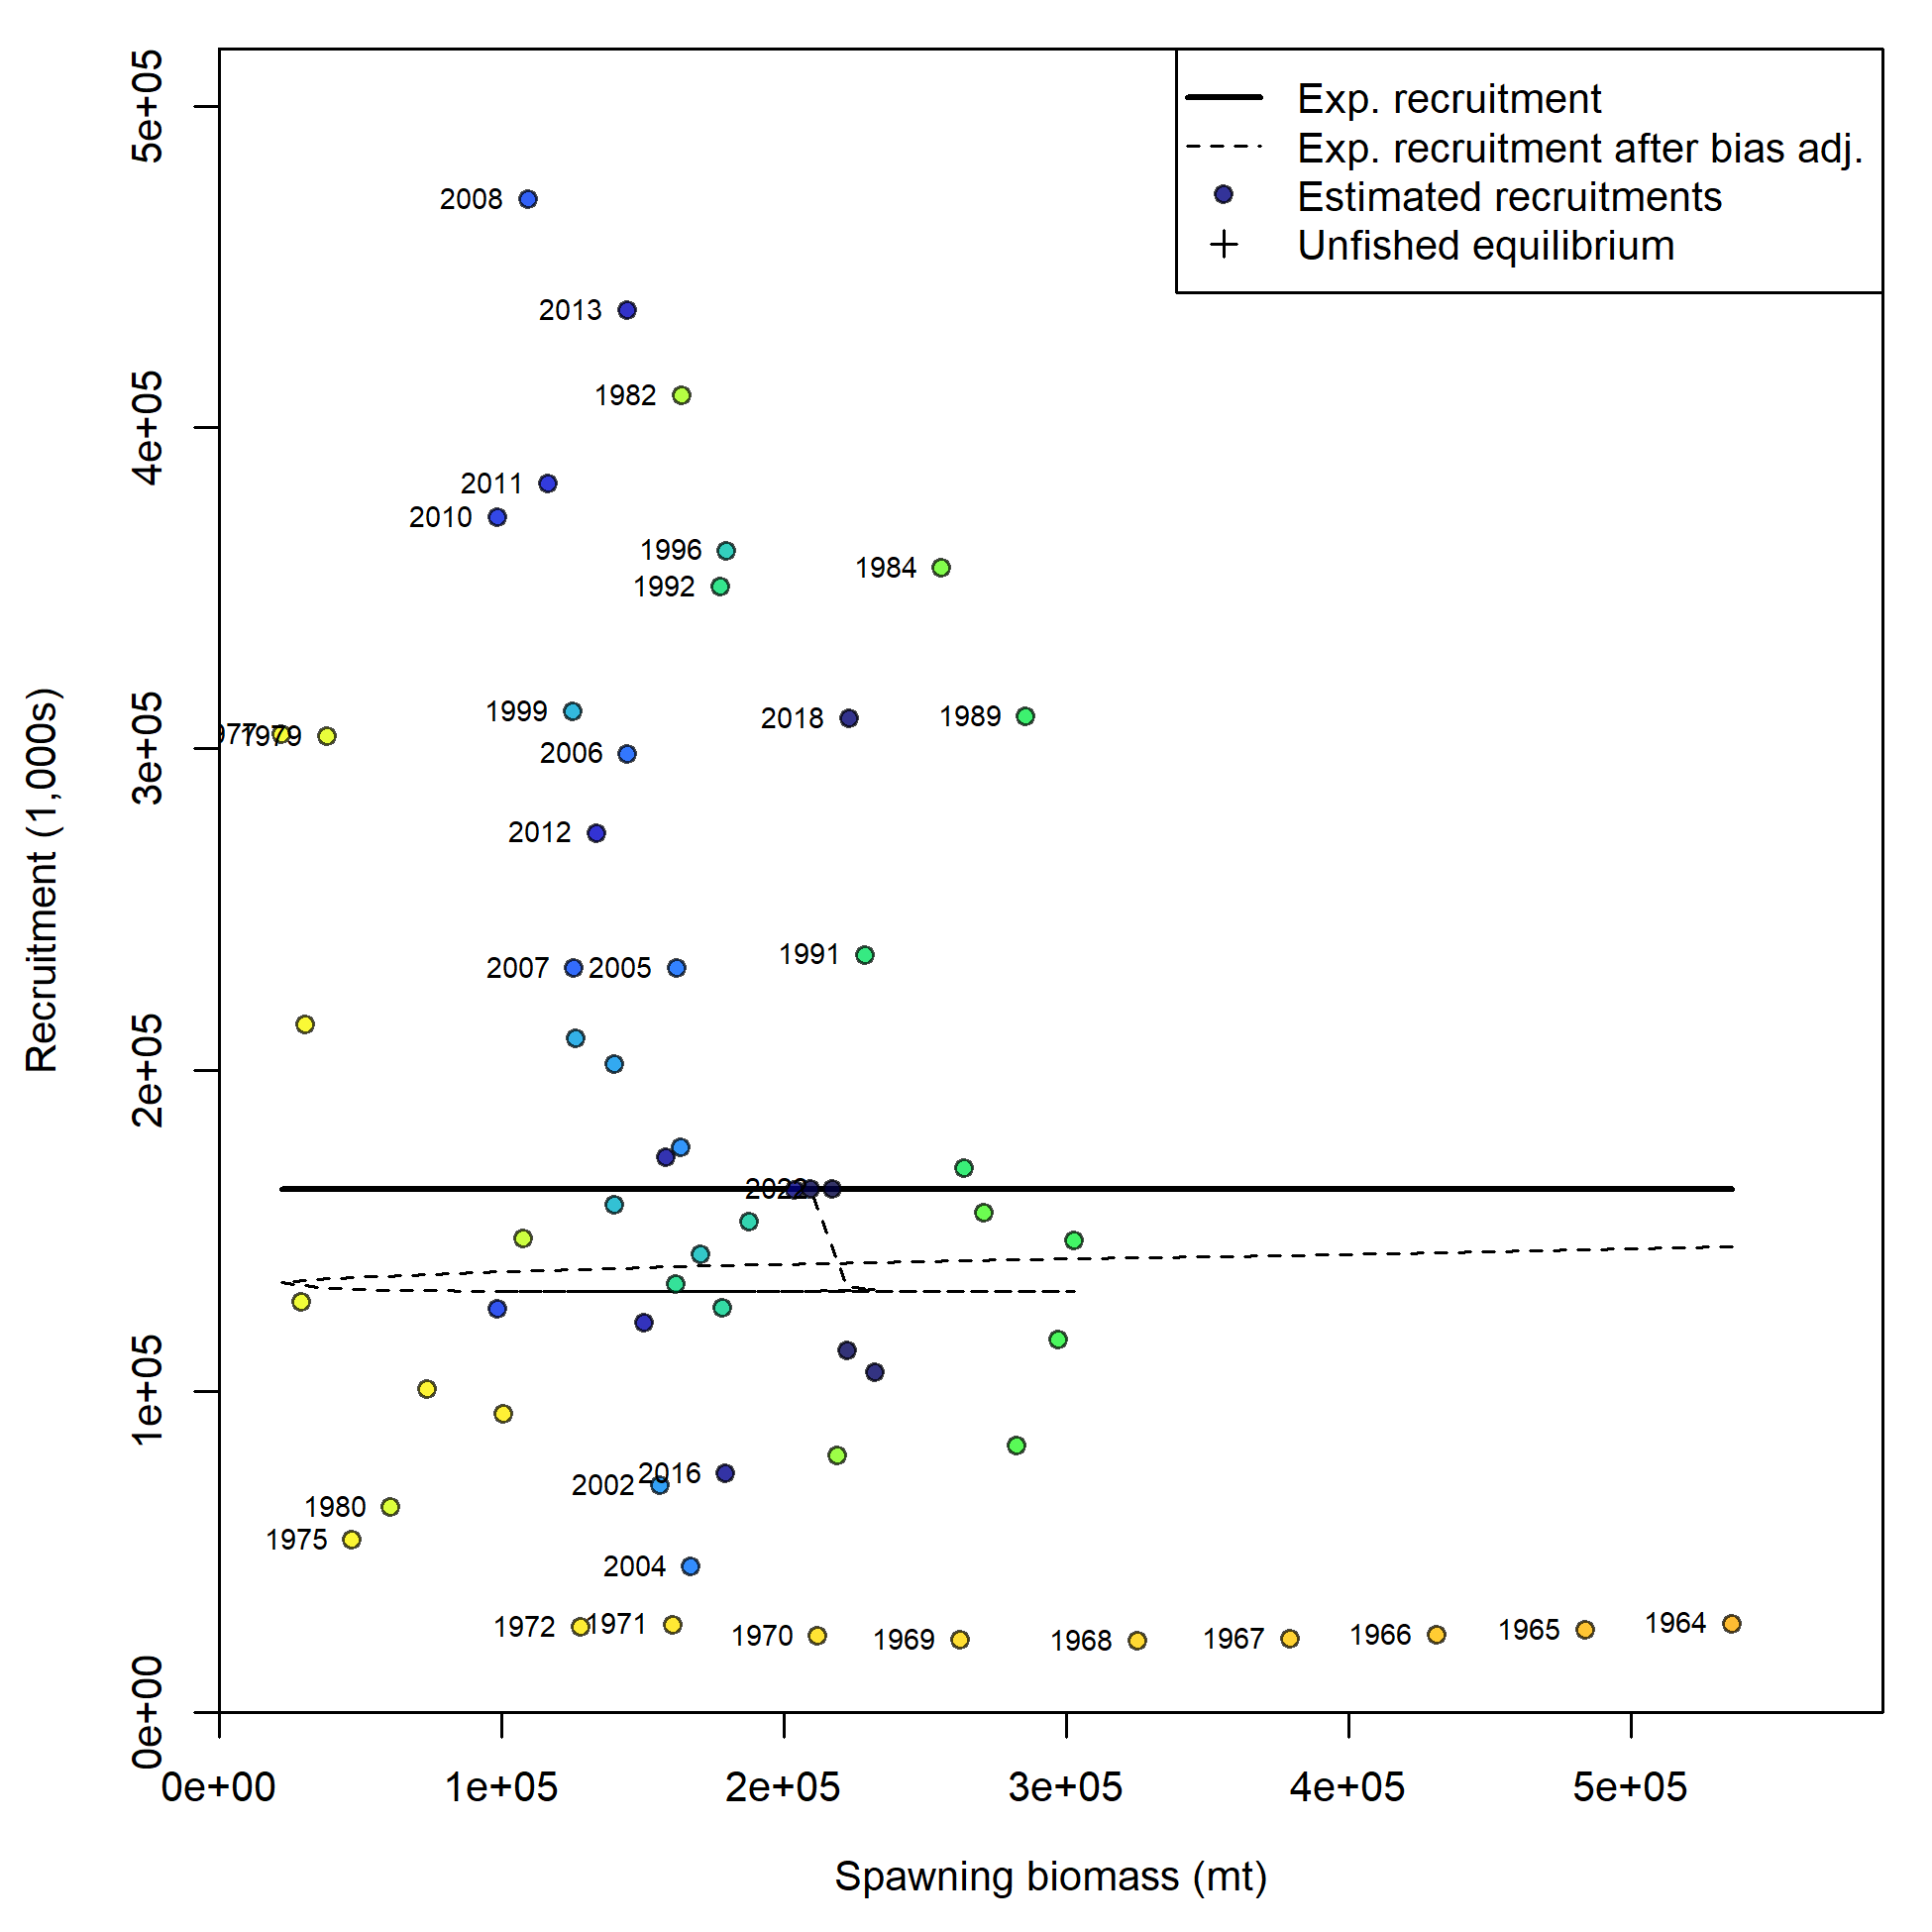 Exp. recruitment
Exp. recruitment after bias adj.
Estimated recruitments
Unfished equilibrium
5e+05
4e+05
3e+05
2e+05
1e+05
0e+00
Recruitment (1,000s)
2008
2013
1982
2011
2010
1996
1984
1992
1999
2018
1989
1979
2006
2012
1991
2007
2005
2016
2002
1980
1975
2004
1972
1971
1970
1969
1968
1967
1966
1965
1964
0e+00
1e+05
2e+05
3e+05
4e+05
5e+05
Spawning biomass (mt)